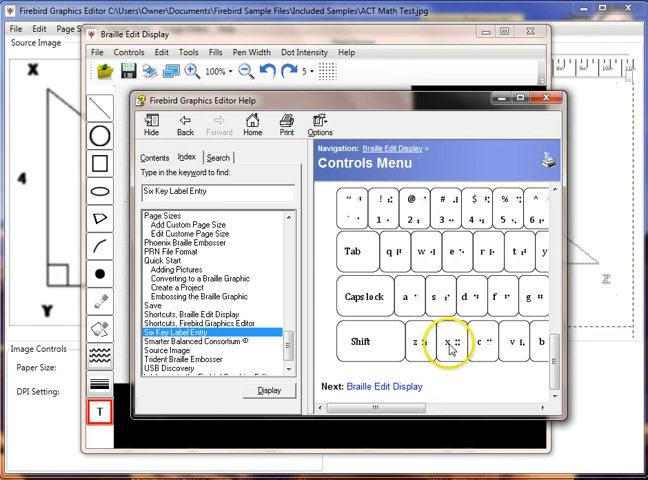 Firebird Graphics Editor C:\Users\Owner\Documents\Firebird Sample Files\Included Samples\ACT Math Test.jpg
File Edit Page S
Source Image
X
4
Y
Z
Image Controls
Paper Size:
DPI Setting:
Braille Edit Display
File Controls Edit Tools Fills Pen Width Dot Intensity Help
100% 5
T
9in 10in 11in
Firebird Graphics Editor Help
Hide Back Forward Home Print Options
Contents Index Search
Type in the keyword to find:
Six Key Label Entry
Page Sizes
Add Custom Page Size
Edit Custome Page Size
Phoenix Braille Embosser
PRN File Format
Quick Start
Adding Pictures
Converting to a Braille Graphic
Create a Project
Embossing the Braille Graphic
Save
Shortcuts, Braille Edit Display
Shortcuts, Firebird Graphics Editor
Six Key Label Entry
Smarter Balanced Consortium ©
Source Image
Trident Braille Embosser
USB Discovery
Display
Navigation: Braille Edit Display >
Controls Menu
~ ! @ # $ % ^
` 1 2 3 4 5 6
Tab q w e r t
Caps lock a s d f g
Shift z x c v b
Next: Braille Edit Display